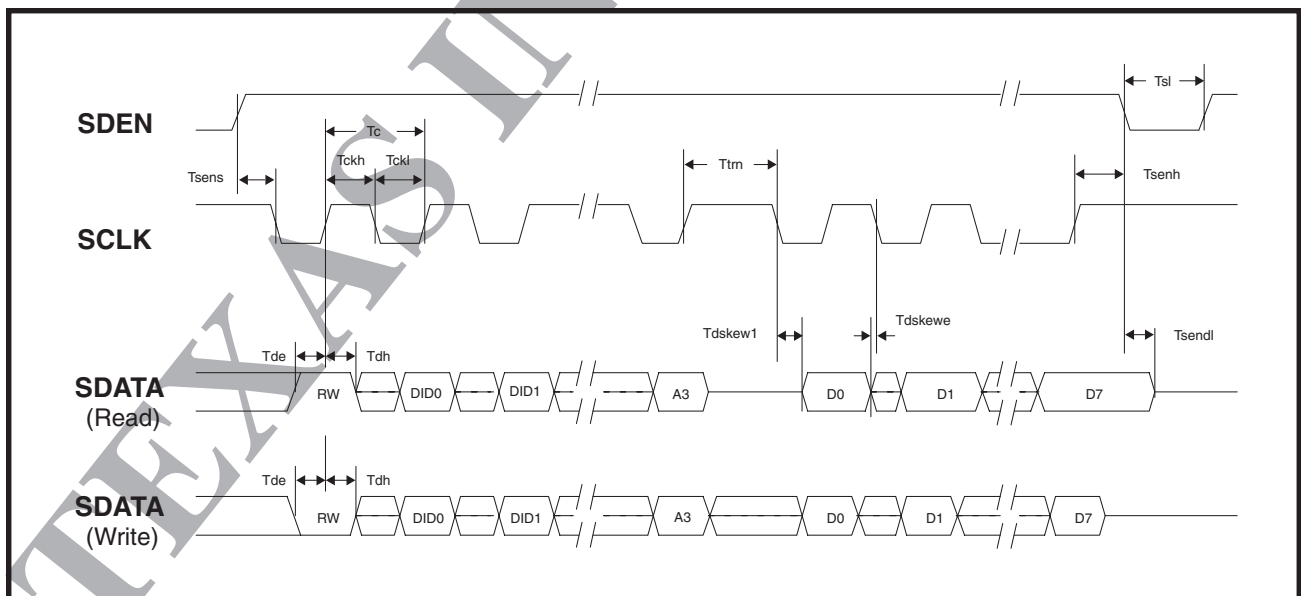 TEXAS IN
SDEN
Tsl
Tc
Tckh Tckl
Tsens
Ttrn
Tsenh
SCLK
Tdskew1
Tdskewe
Tsendl
Tde Tdh
SDATA
(Read)
RW DID0 DID1 A3 D0 D1 D7
Tde Tdh
SDATA
(Write)
RW DID0 DID1 A3 D0 D1 D7